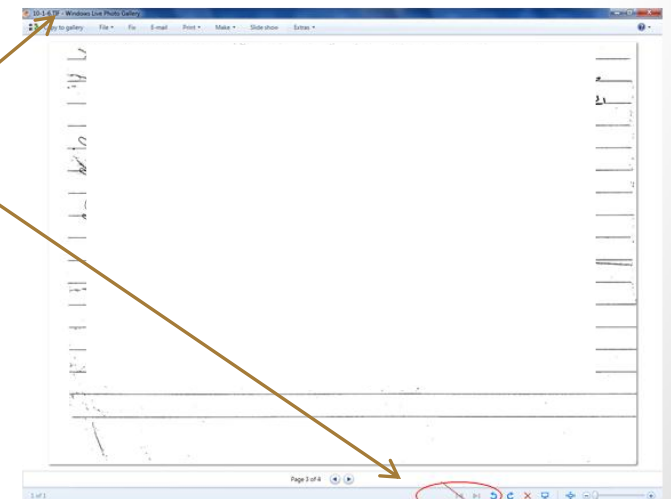 10-1-6.TIF - Windows Live Photo Gallery
Copy to gallery File Fix E-mail Print Make Slide show Extras
Page 3 of 4
1 of 1